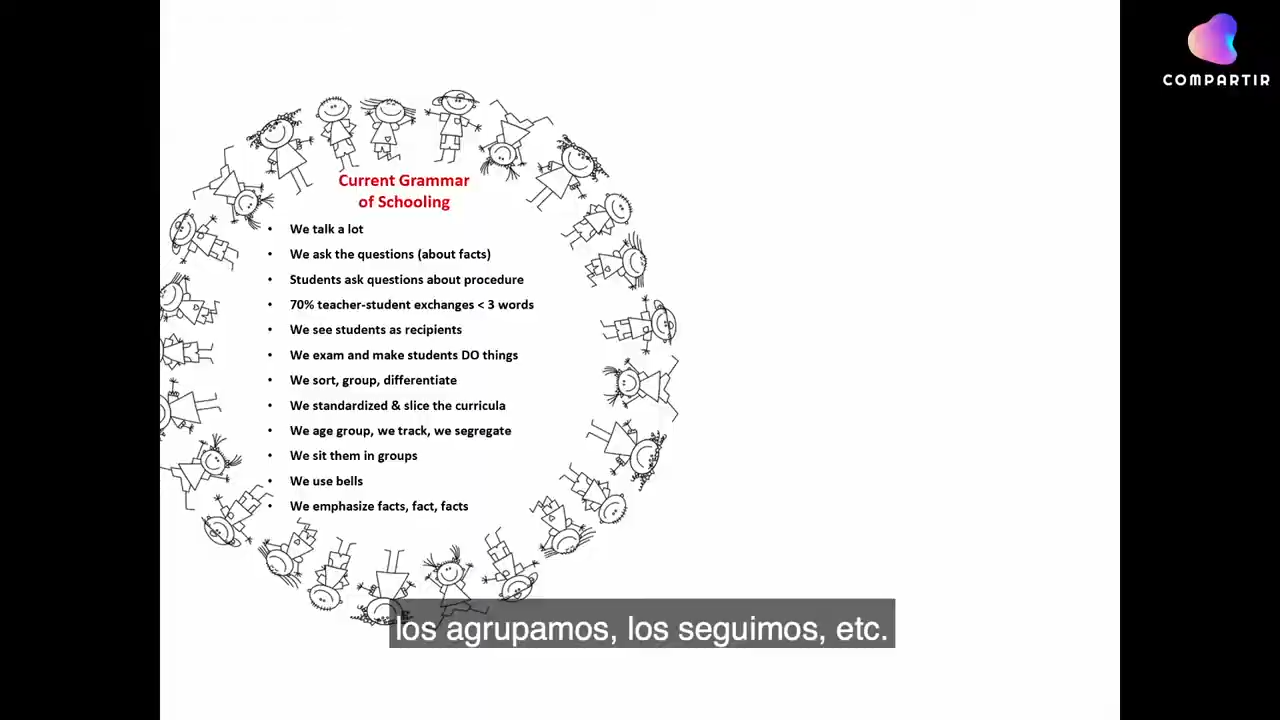 COMPARTIR
Current Grammar
of Schooling
• We talk a lot
• We ask the questions (about facts)
• Students ask questions about procedure
• 70% teacher-student exchanges < 3 words
• We see students as recipients
• We exam and make students DO things
• We sort, group, differentiate
• We standardized & slice the curricula
• We age group, we track, we segregate
• We sit them in groups
• We use bells
• We emphasize facts, fact, facts
los agrupamos, los seguimos, etc.